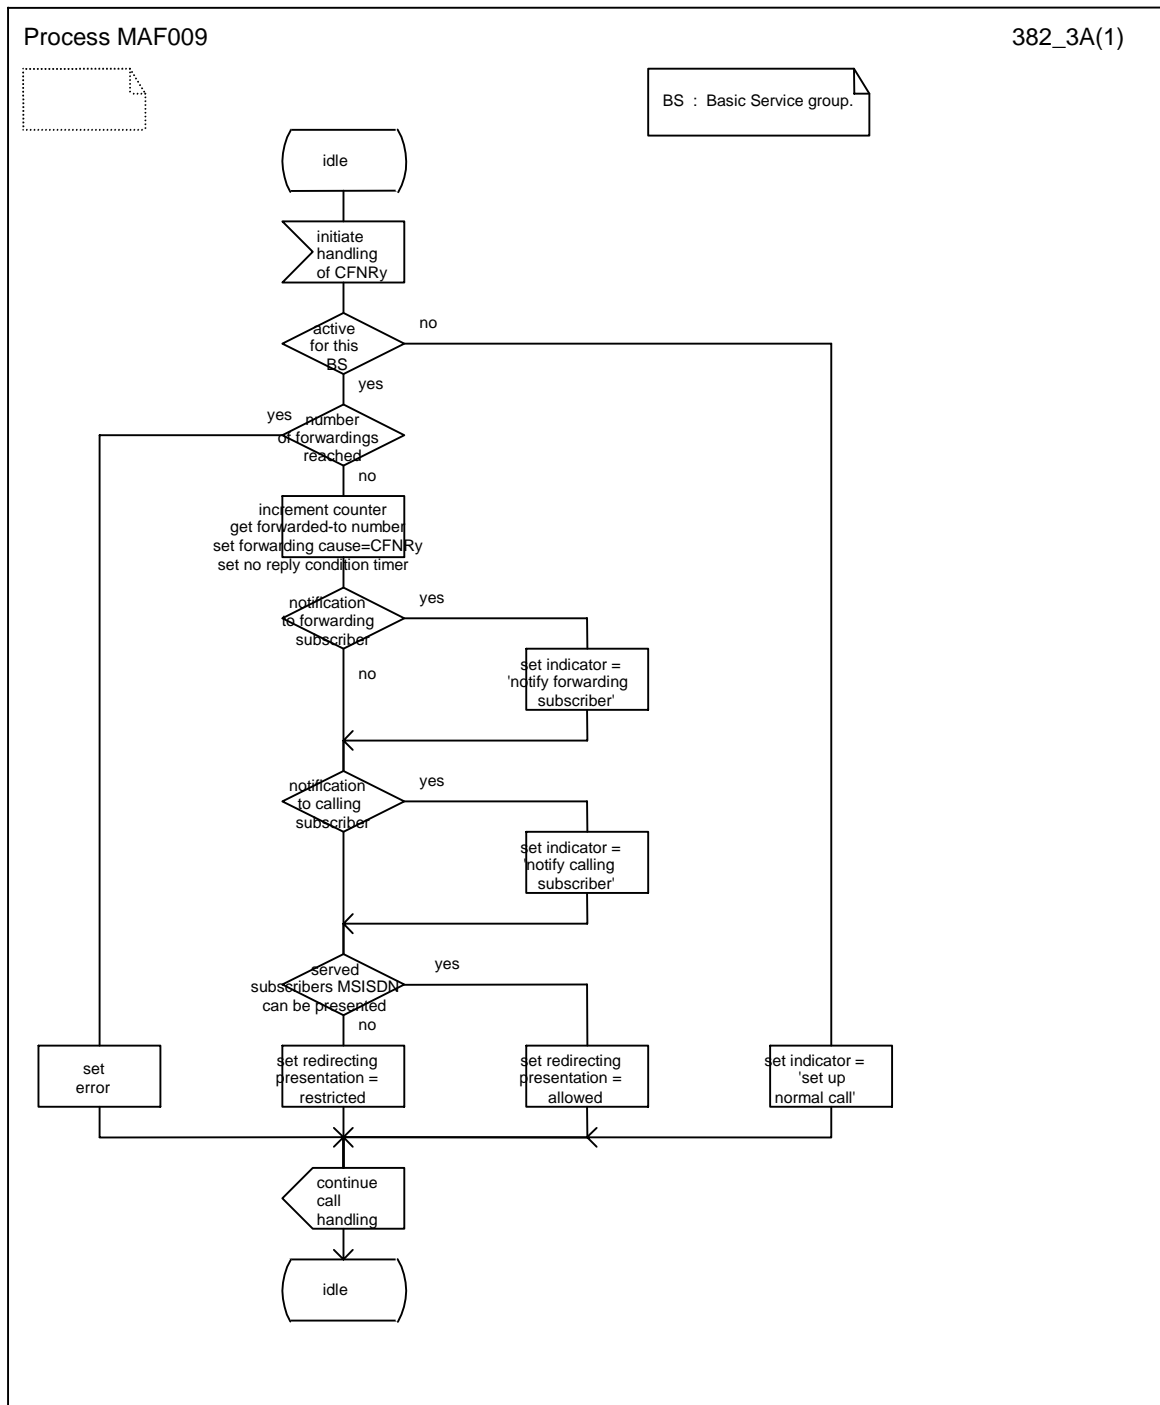 Process MAF009
382_3A(1)
BS : Basic Service group.
idle
initiate
handling
of CFNRy
active
for this
BS
no
yes
yes
number
of forwardings
reached
no
increment counter
get forwarded-to number
set forwarding cause=CFNRy
set no reply condition timer
notification
to forwarding
subscriber
yes
no
set indicator =
'notify forwarding
subscriber'
notification
to calling
subscriber
yes
set indicator =
'notify calling
subscriber'
served
subscribers MSISDN
can be presented
yes
no
set
error
set redirecting
presentation =
restricted
set redirecting
presentation =
allowed
set indicator =
'set up
normal call'
continue
call
handling
idle